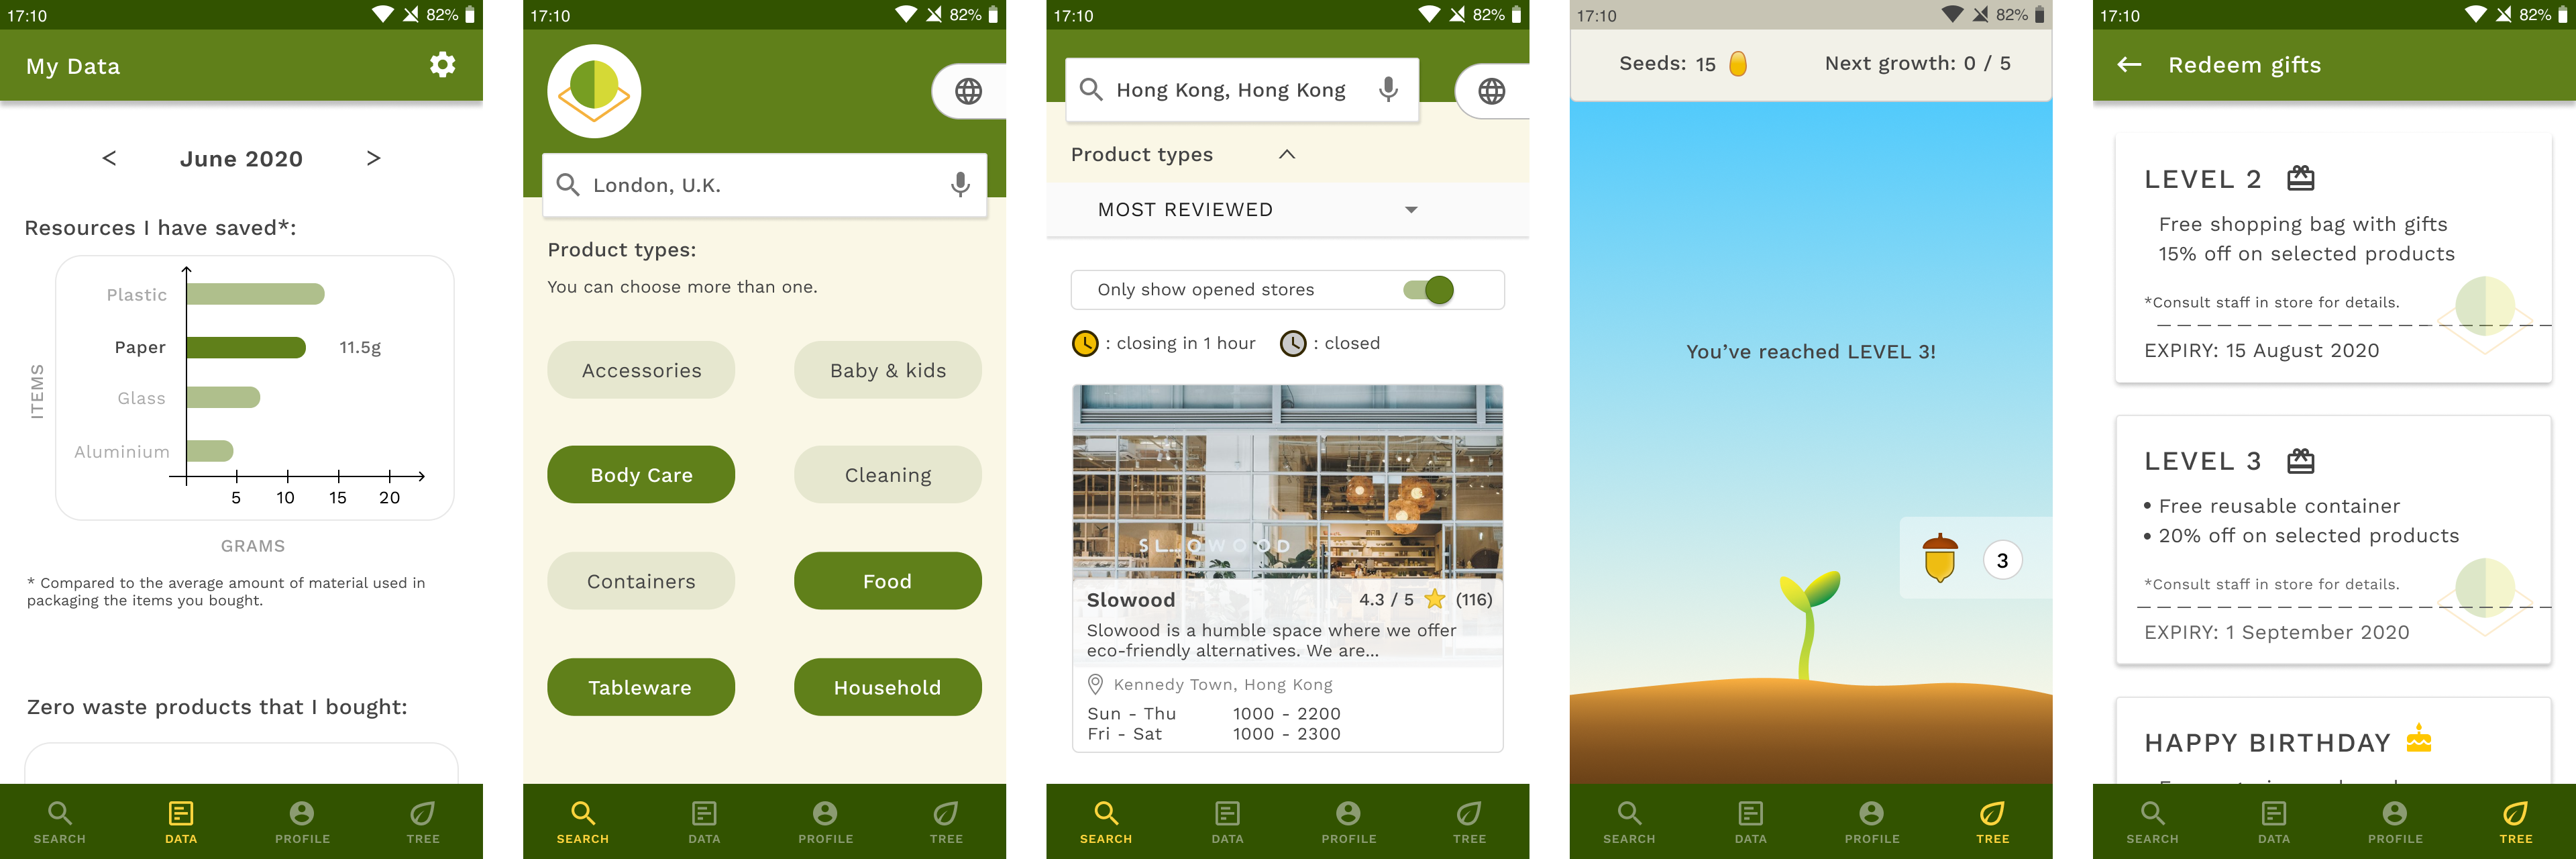 17:10
82%
My Data
< June 2020 >
Resources I have saved*:
Plastic
Paper 11.5g
Glass
Aluminium
ITEMS
5 10 15 20
GRAMS
* Compared to the average amount of material used in
packaging the items you bought.
Zero waste products that I bought:
SEARCH DATA PROFILE TREE
17:10
82%
London, U.K.
Product types:
You can choose more than one.
Accessories Baby & kids
Body Care Cleaning
Containers Food
Tableware Household
SEARCH DATA PROFILE TREE
17:10
82%
Hong Kong, Hong Kong
Product types
MOST REVIEWED
Only show opened stores
: closing in 1 hour : closed
SLOWOOD
Slowood 4.3 / 5 (116)
Slowood is a humble space where we offer
eco-friendly alternatives. We are...
Kennedy Town, Hong Kong
Sun - Thu 1000 - 2200
Fri - Sat 1000 - 2300
SEARCH DATA PROFILE TREE
17:10
82%
Seeds: 15 Next growth: 0 / 5
You've reached LEVEL 3!
3
SEARCH DATA PROFILE TREE
17:10
82%
Redeem gifts
LEVEL 2
Free shopping bag with gifts
15% off on selected products
*Consult staff in store for details.
EXPIRY: 15 August 2020
LEVEL 3
• Free reusable container
• 20% off on selected products
*Consult staff in store for details.
EXPIRY: 1 September 2020
HAPPY BIRTHDAY
SEARCH DATA PROFILE TREE